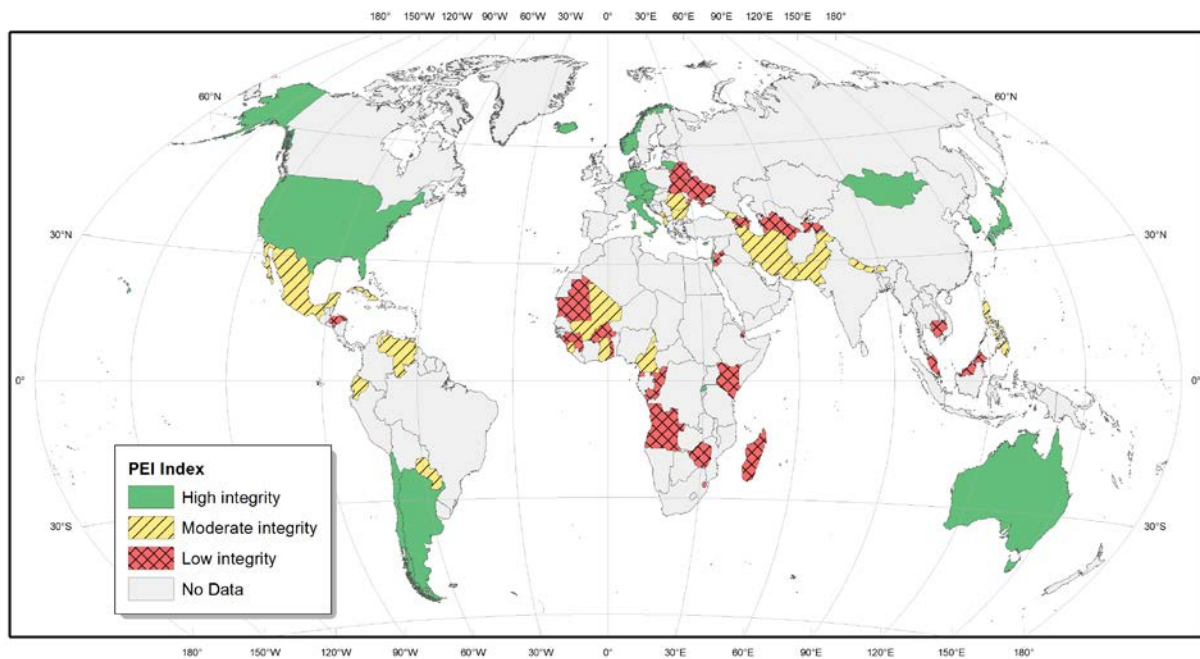 180° 150°W 120°W 90°W 60°W 30°W 0° 30°E 60°E 90°E 120°E 150°E 180°
60°N 60°N
30°N 30°N
0° 0°
PEI Index
High integrity
Moderate integrity
Low integrity
No Data
30°S 30°S
180° 150°W 120°W 90°W 60°W 30°W 0° 30°E 60°E 90°E 120°E 150°E 180°